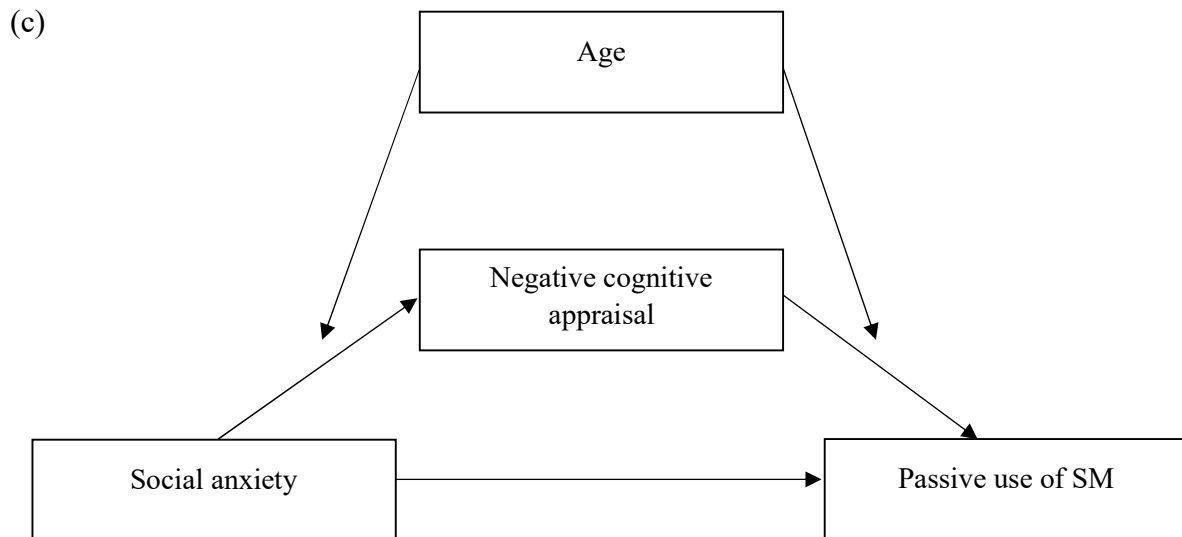 (c)
Age
Negative cognitive
appraisal
Social anxiety
Passive use of SM